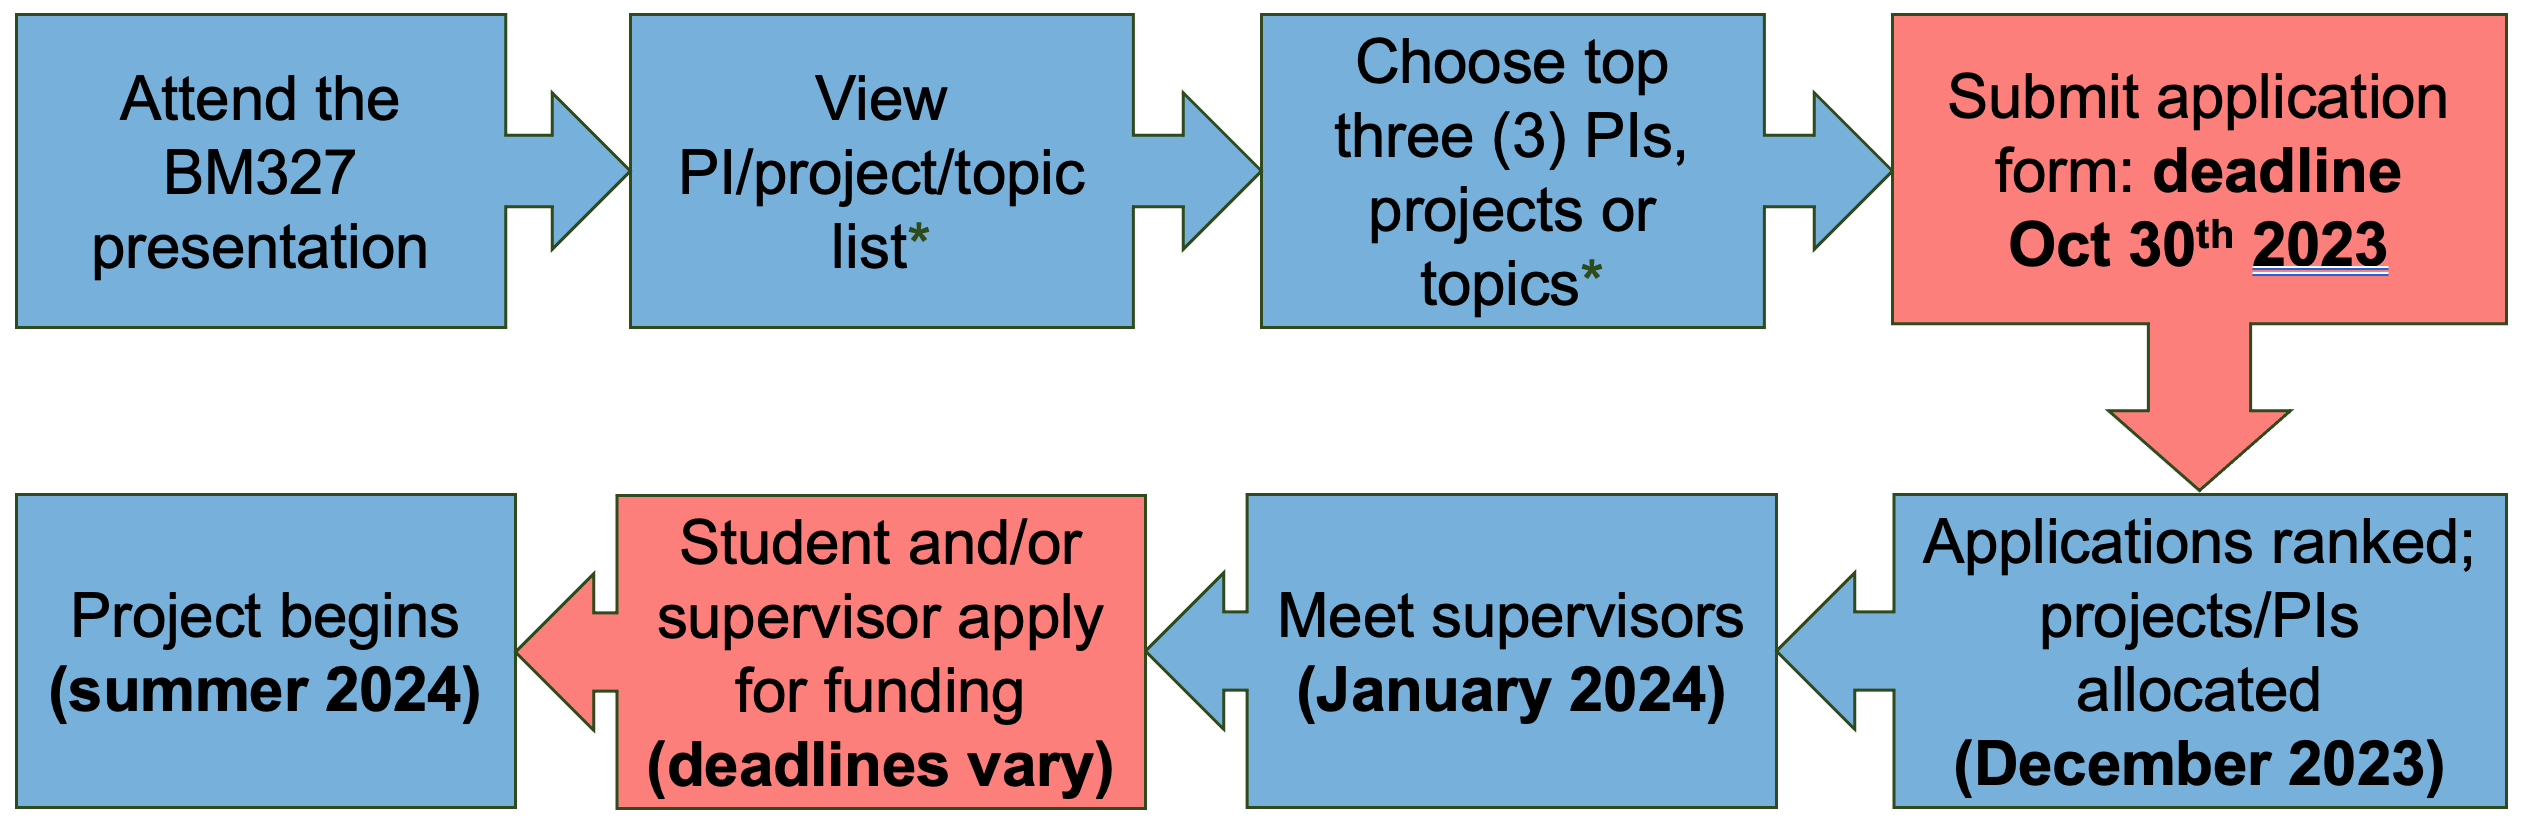 Attend the
BM327
presentation
View
PI/project/topic
list*
Choose top
three (3) PIs,
projects or
topics*
Submit application
form: deadline
Oct 30th 2023
Applications ranked;
projects/PIs
allocated
(December 2023)
Meet supervisors
(January 2024)
Student and/or
supervisor apply
for funding
(deadlines vary)
Project begins
(summer 2024)